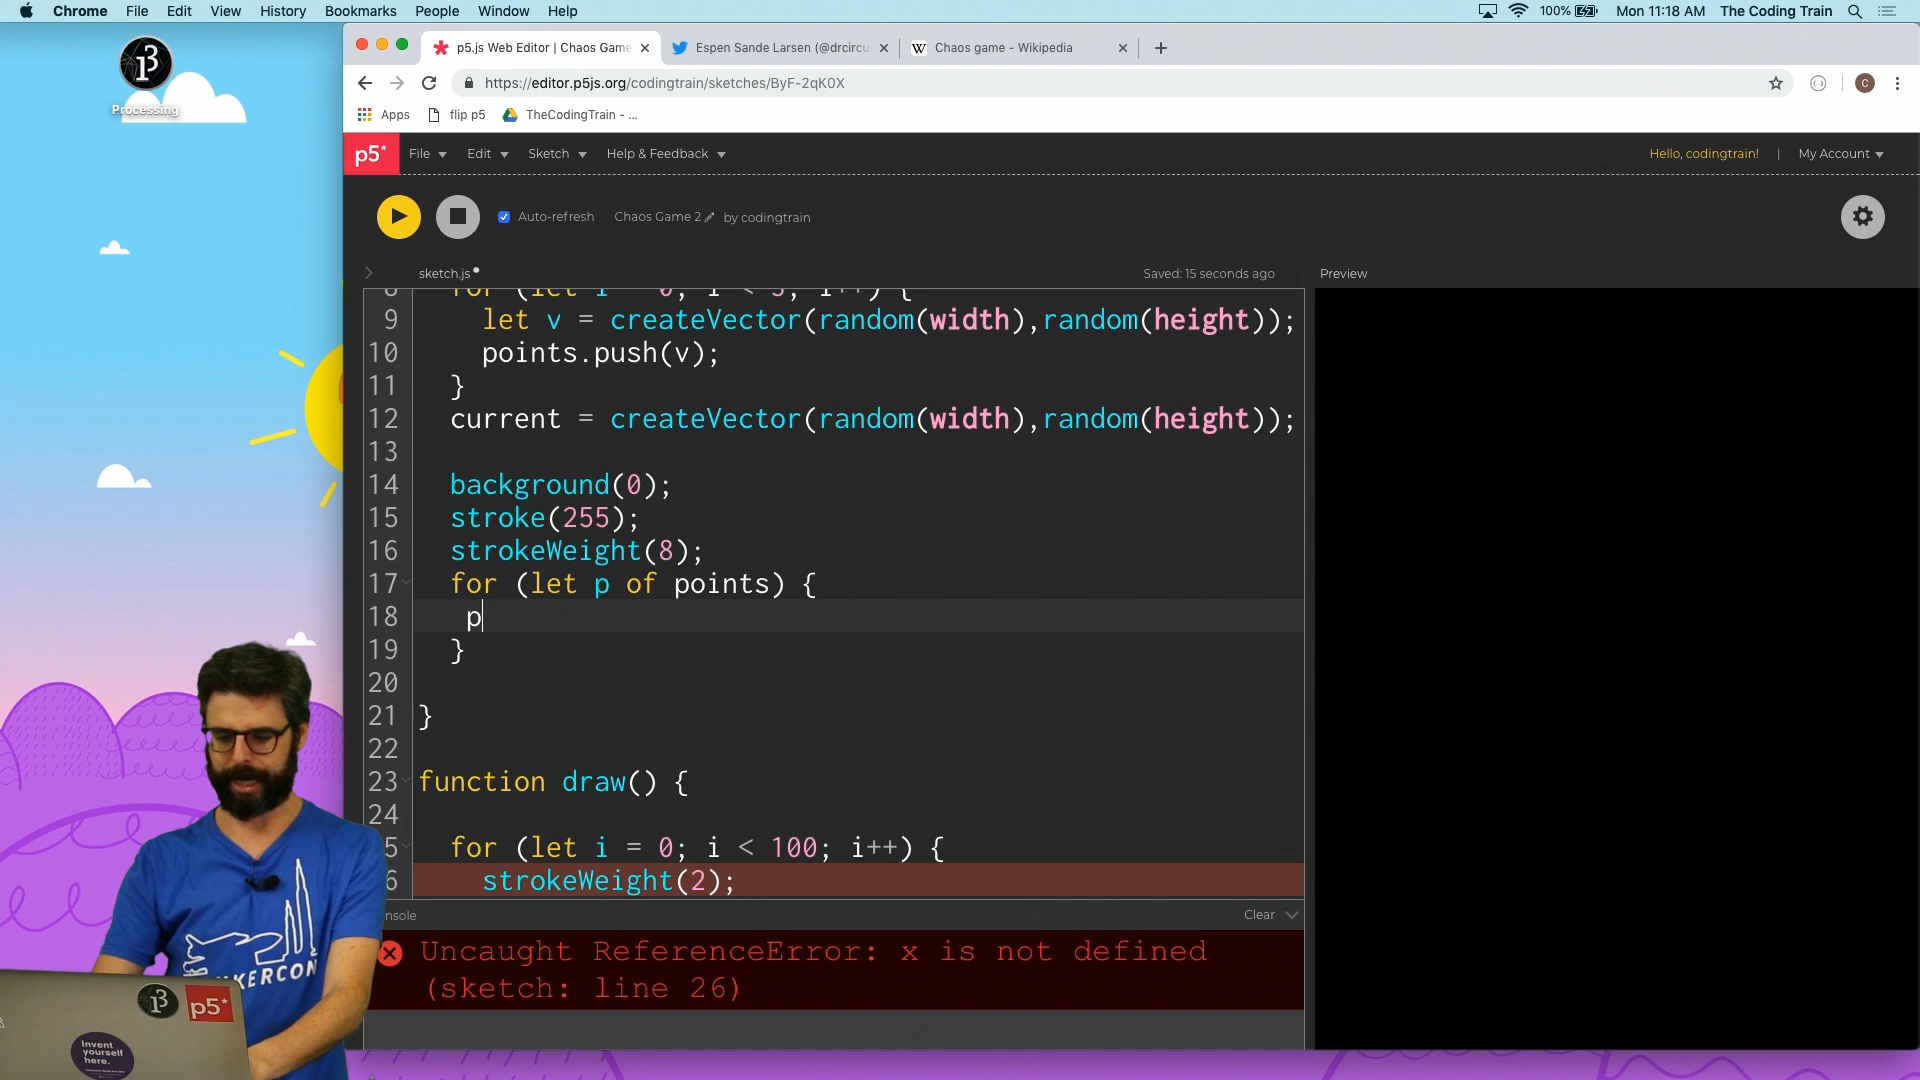 Chrome File Edit View History Bookmarks People Window Help 100% Mon 11:18 AM The Coding Train
Processing
p5.js Web Editor | Chaos Game
Espen Sande Larsen (@drcircu
W Chaos game - Wikipedia
https://editor.p5js.org/codingtrain/sketches/ByF-2qK0X
C
Apps flip p5 TheCodingTrain - ...
p5* File Edit Sketch Help & Feedback Hello, codingtrain! | My Account
Auto-refresh Chaos Game 2 by codingtrain
sketch.js Saved: 15 seconds ago Preview
9 let v = createVector(random(width),random(height));
10 points.push(v);
11 }
12 current = createVector(random(width),random(height));
13
14 background(0);
15 stroke(255);
16 strokeWeight(8);
17 for (let p of points) {
18 p
19 }
20
21 }
22
23 function draw() {
24
5 for (let i = 0; i < 100; i++) {
6 strokeWeight(2);
nsole Clear
Uncaught ReferenceError: x is not defined
(sketch: line 26)
KERCON
p5*
Invent
yourself
here.